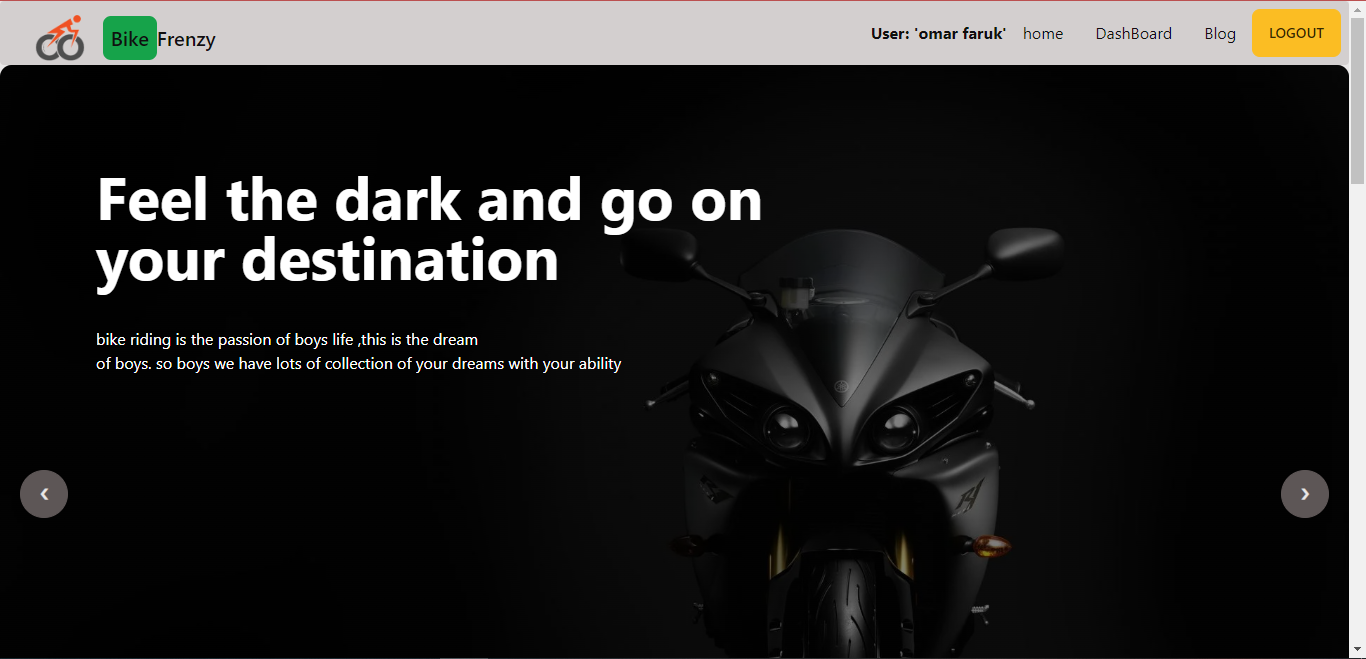 Bike Frenzy
User: 'omar faruk' home DashBoard Blog LOGOUT
Feel the dark and go on
your destination
bike riding is the passion of boys life ,this is the dream
of boys. so boys we have lots of collection of your dreams with your ability
❮ ❯
R1